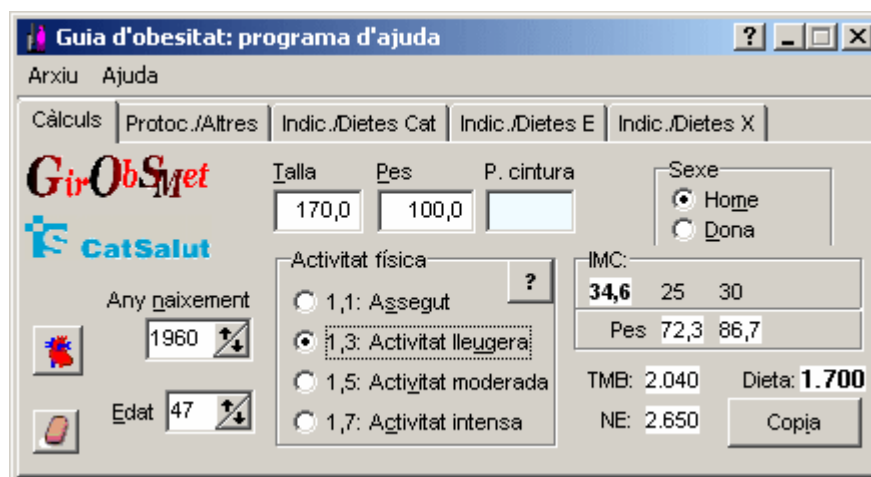 Guia d'obesitat: programa d'ajuda
Arxiu Ajuda
Càlculs Protoc./Altres Indic./Dietes Cat Indic./Dietes E Indic./Dietes X
GirObSMet
CatSalut
Talla Pes P. cintura
170,0 100,0
Sexe
Home
Dona
Any naixement
1960
Edat 47
Activitat física
?
1,1: Assegut
1,3: Activitat lleugera
1,5: Activitat moderada
1,7: Activitat intensa
IMC:
34,6 25 30
Pes 72,3 86,7
TMB: 2.040 Dieta: 1.700
NE: 2.650 Copia